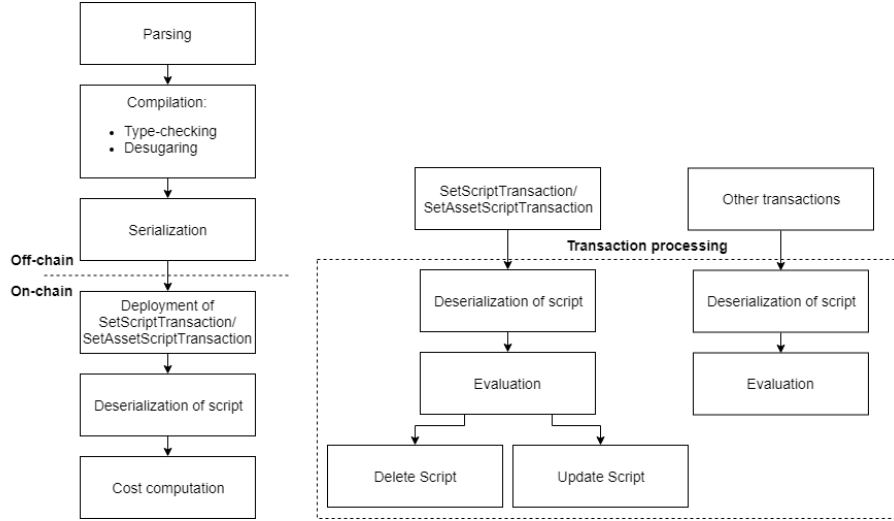 Parsing
Compilation:
• Type-checking
• Desugaring
Serialization
Off-chain
On-chain
Deployment of
SetScriptTransaction/
SetAssetScriptTransaction
Deserialization of script
Cost computation
SetScriptTransaction/
SetAssetScriptTransaction
Other transactions
Transaction processing
Deserialization of script
Deserialization of script
Evaluation
Evaluation
Delete Script
Update Script